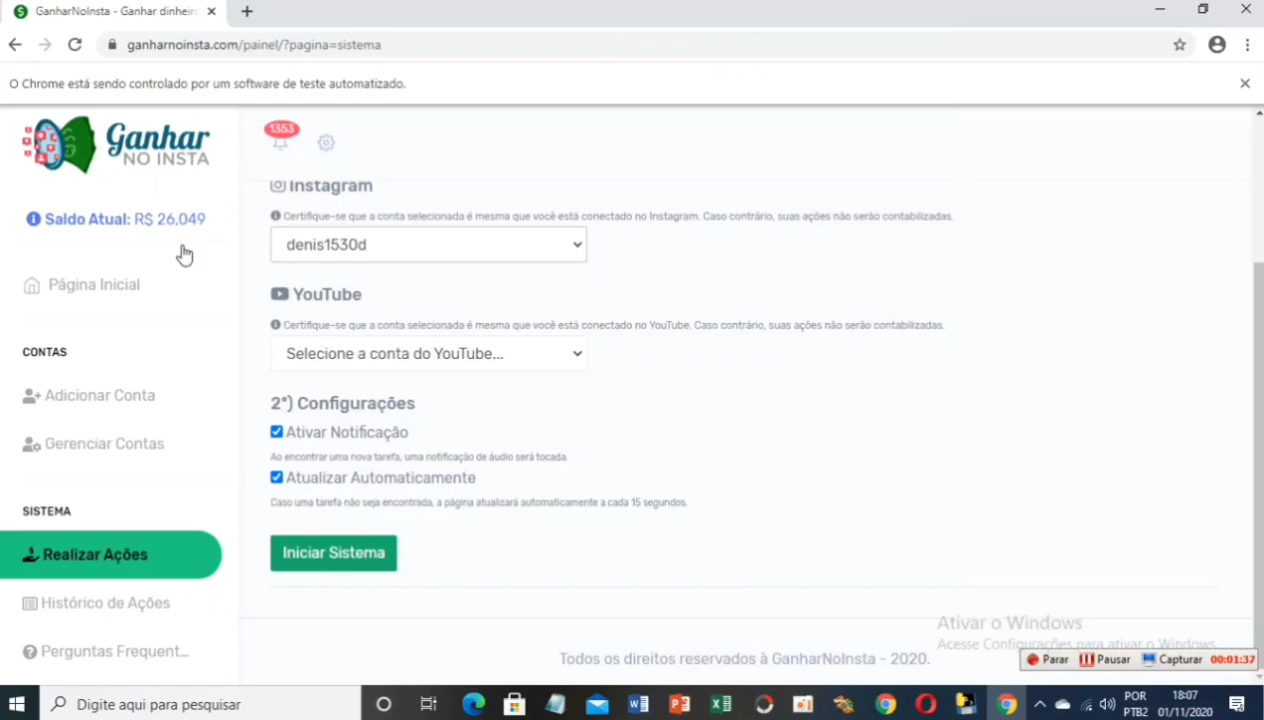 GanharNoInsta - Ganhar dinheiro
ganharnoinsta.com/painel/?pagina=sistema
O Chrome está sendo controlado por um software de teste automatizado.
Ganhar
NO INSTA
1353
Saldo Atual: R$ 26,049
Página Inicial
CONTAS
Adicionar Conta
Gerenciar Contas
SISTEMA
Realizar Ações
Histórico de Ações
Perguntas Frequent...
Instagram
Certifique-se que a conta selecionada é mesma que você está conectado no Instagram. Caso contrário, suas ações não serão contabilizadas.
denis1530d
YouTube
Certifique-se que a conta selecionada é mesma que você está conectado no YouTube. Caso contrário, suas ações não serão contabilizadas.
Selecione a conta do YouTube...
2º) Configurações
Ativar Notificação
Ao encontrar uma nova tarefa, uma notificação de áudio será tocada.
Atualizar Automaticamente
Caso uma tarefa não seja encontrada, a página atualizará automaticamente a cada 15 segundos.
Iniciar Sistema
Ativar o Windows
Acesse Configurações para ativar o Windows.
Todos os direitos reservados à GanharNoInsta - 2020.
Parar Pausar Capturar 00:01:37
Digite aqui para pesquisar
POR
PTB2
18:07
01/11/2020